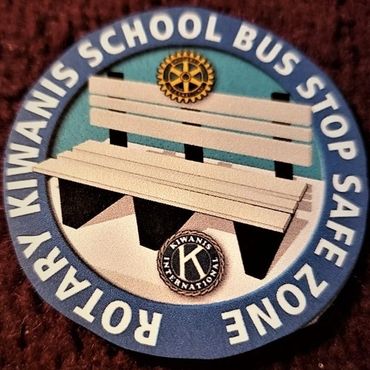 ROTARY KIWANIS SCHOOL BUS STOP SAFE ZONE
KIWANIS
K
INTERNATIONAL